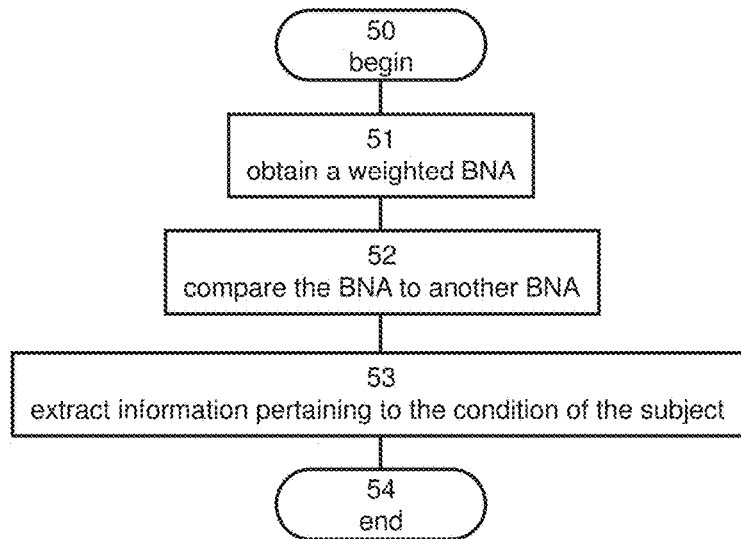 50
begin
51
obtain a weighted BNA
52
compare the BNA to another BNA
53
extract information pertaining to the condition of the subject
54
end